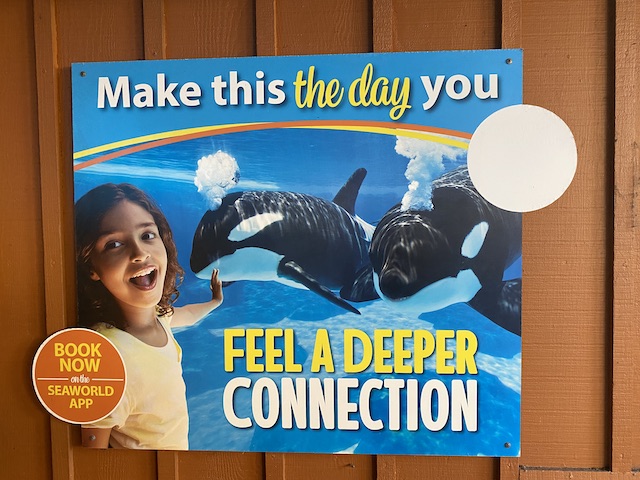 Make this the day you
FEEL A DEEPER
CONNECTION
BOOK
NOW
on the
SEAWORLD
APP